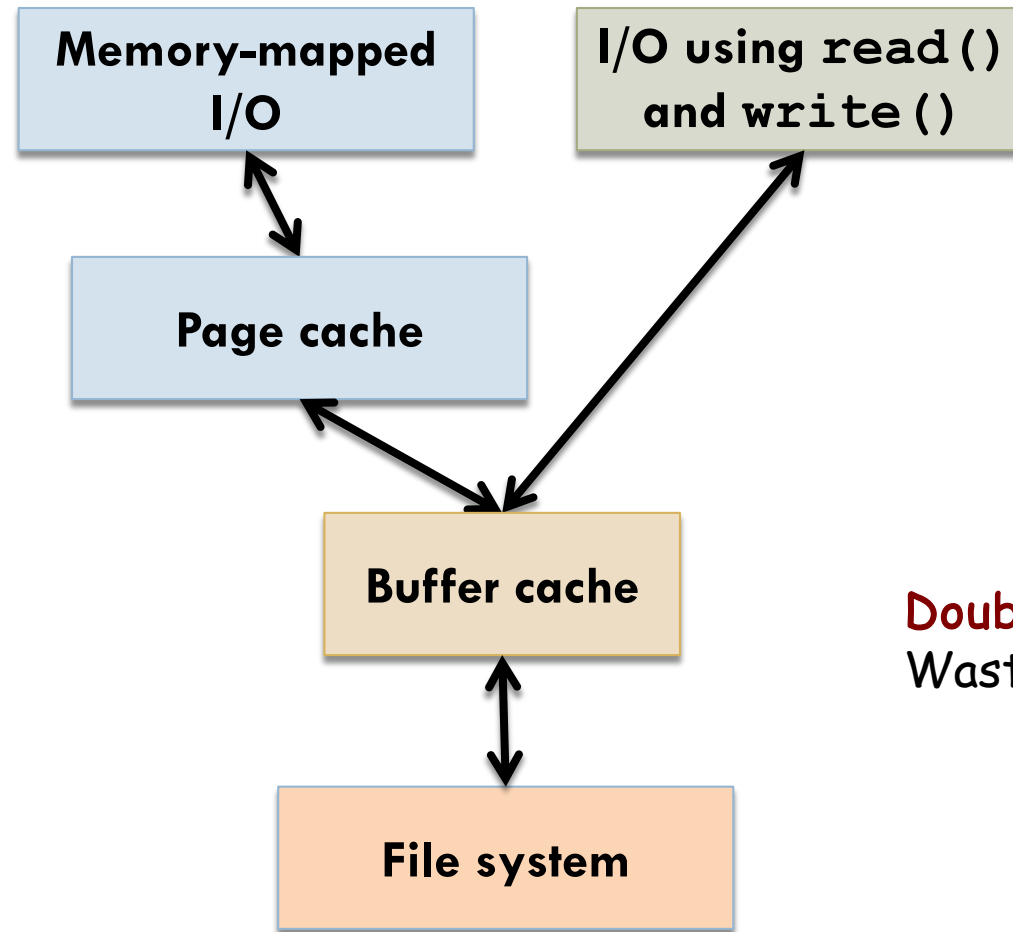 Memory-mapped
I/O
I/O using read()
and write()
Page cache
Buffer cache
File system